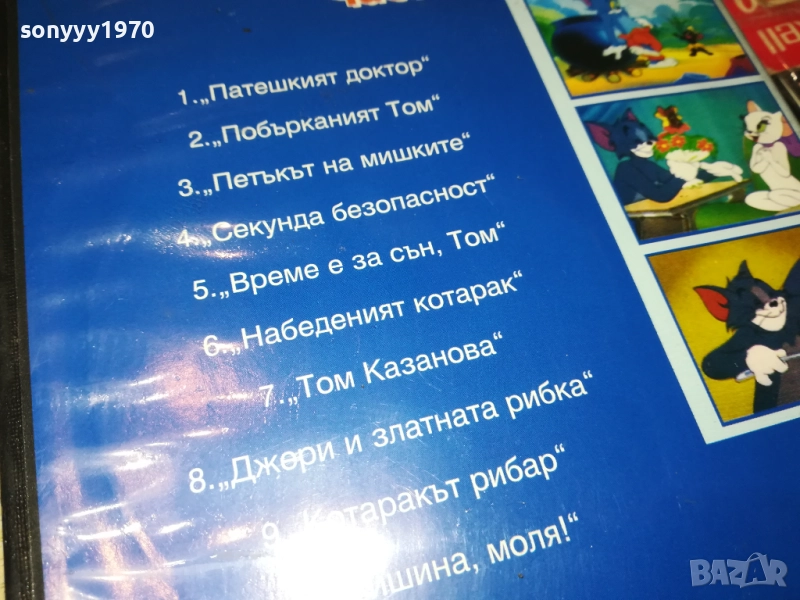 sonyyy1970
1.„Патешкият доктор“
2.„Побърканият Том“
3.„Петъкът на мишките“
4.„Секунда безопасност“
5.„Време е за сън, Том“
6.„Набеденият котарак“
7.„Том Казанова“
8.„Джери и златната рибка“
9.„Котаракът рибар“
моля!“
BAZAR